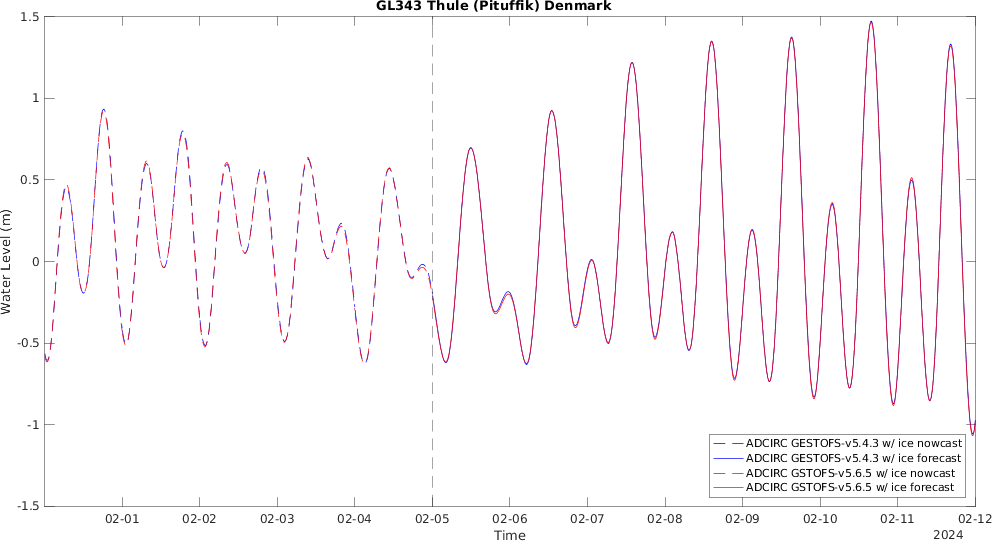 GL343 Thule (Pituffik) Denmark
1.5
1
0.5
0
-0.5
-1
-1.5
Water Level (m)
02-01 02-02 02-03 02-04 02-05 02-06 02-07 02-08 02-09 02-10 02-11 02-12
Time
2024
ADCIRC GESTOFS-v5.4.3 w/ ice nowcast
ADCIRC GESTOFS-v5.4.3 w/ ice forecast
ADCIRC GSTOFS-v5.6.5 w/ ice nowcast
ADCIRC GSTOFS-v5.6.5 w/ ice forecast